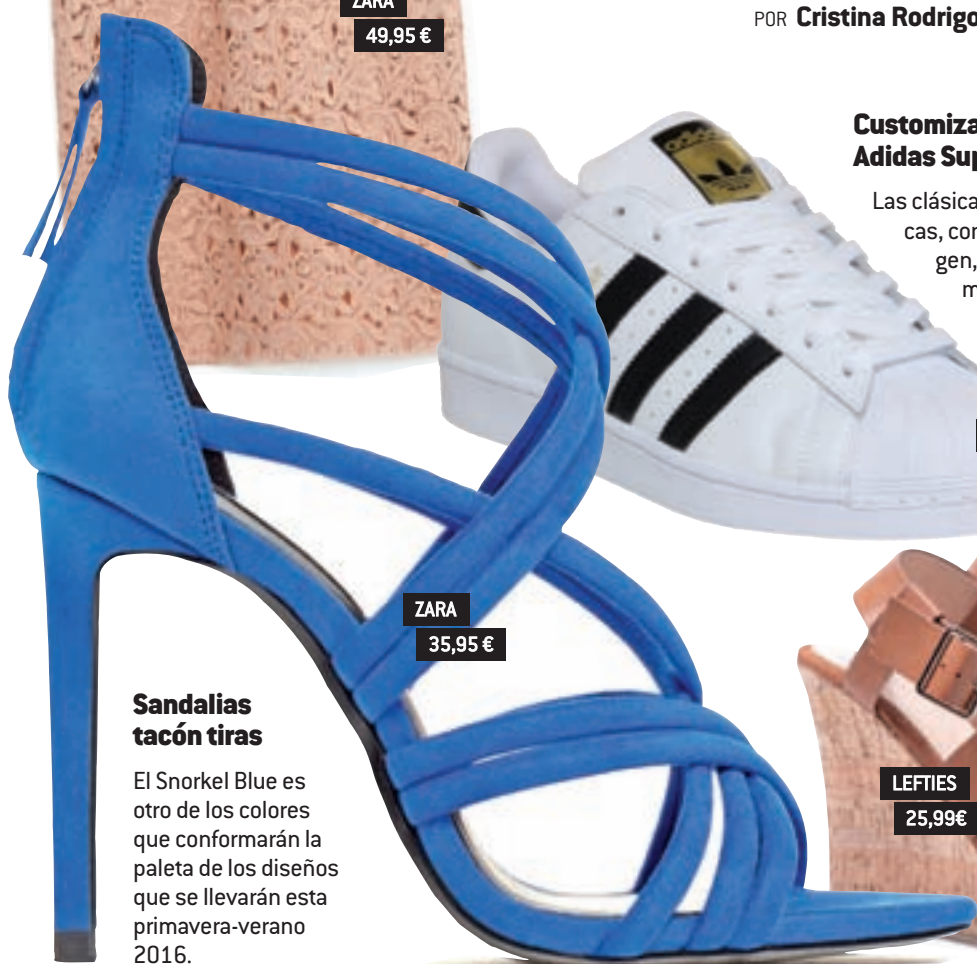 ZARA
49,95 €
POR Cristina Rodrigo
Customiza
Adidas Sup
Las clásica
cas, con
gen,
m
adidas
ZARA
35,95 €
Sandalias
tacón tiras
El Snorkel Blue es
otro de los colores
que conformarán la
paleta de los diseños
que se llevarán esta
primavera-verano
2016.
LEFTIES
25,99€